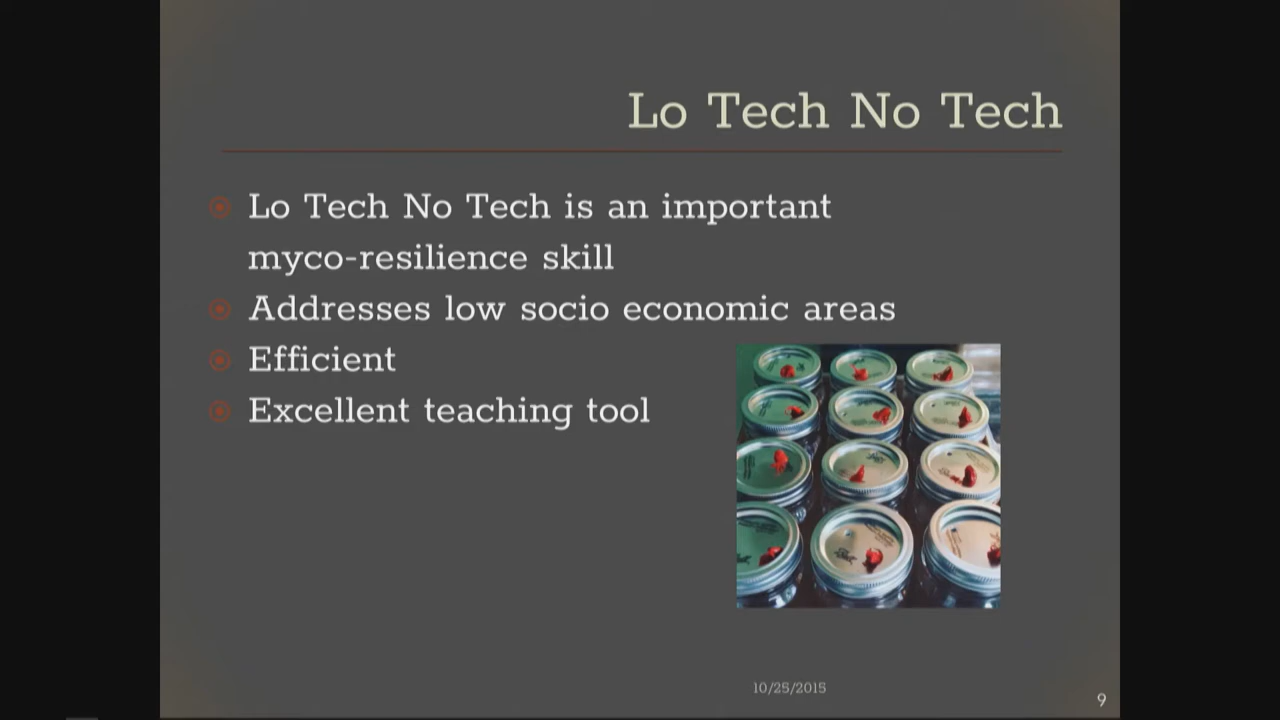 Lo Tech No Tech
Lo Tech No Tech is an important
myco-resilience skill
Addresses low socio economic areas
Efficient
Excellent teaching tool
10/25/2015
9